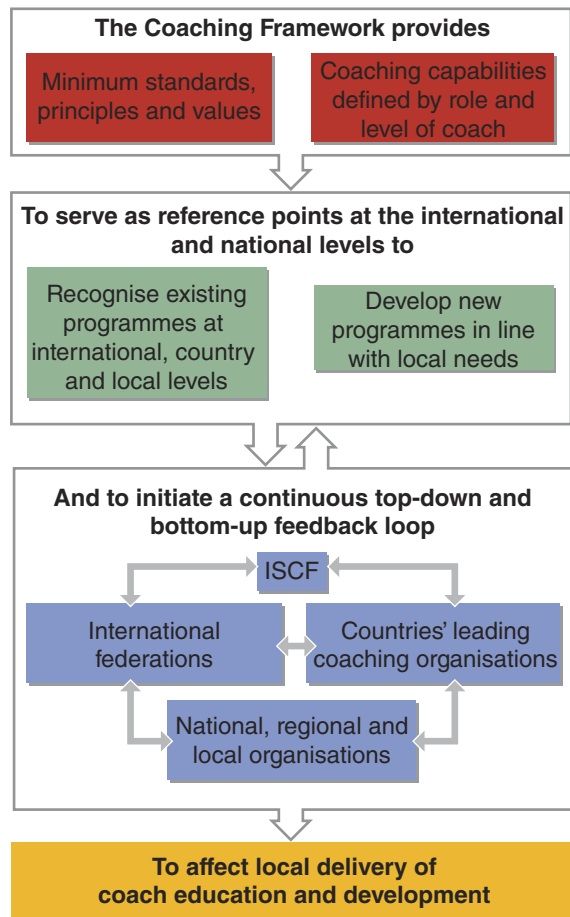 The Coaching Framework provides
Minimum standards,
principles and values
Coaching capabilities
defined by role and
level of coach
To serve as reference points at the international
and national levels to
Recognise existing
programmes at
international, country
and local levels
Develop new
programmes in line
with local needs
And to initiate a continuous top-down and
bottom-up feedback loop
ISCF
International
federations
Countries’ leading
coaching organisations
National, regional and
local organisations
To affect local delivery of
coach education and development